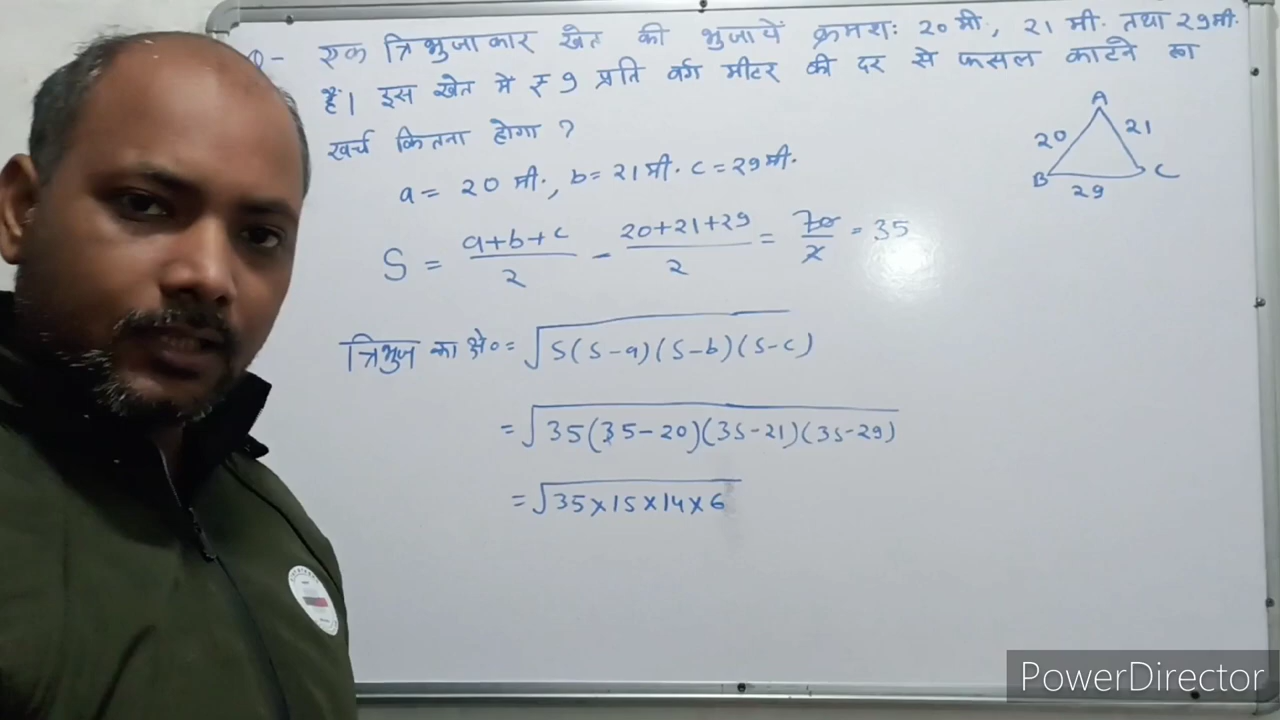 Q- एक त्रिभुजाकार खेत की भुजायें क्रमशः 20 मी., 21 मी. तथा 29 मी.
हैं। इस खेत में ₹ 9 प्रति वर्ग मीटर की दर से फसल काटने का
खर्च कितना होगा ?
a = 20 मी., b = 21 मी. c = 29 मी.
S = a+b+c/2 - 20+21+29/2 = 70/2 = 35
त्रिभुज का क्षे० = √S(S-a)(S-b)(S-c)
= √35(35-20)(35-21)(35-29)
= √35×15×14×6
A
20 21
B C
29
PowerDirector